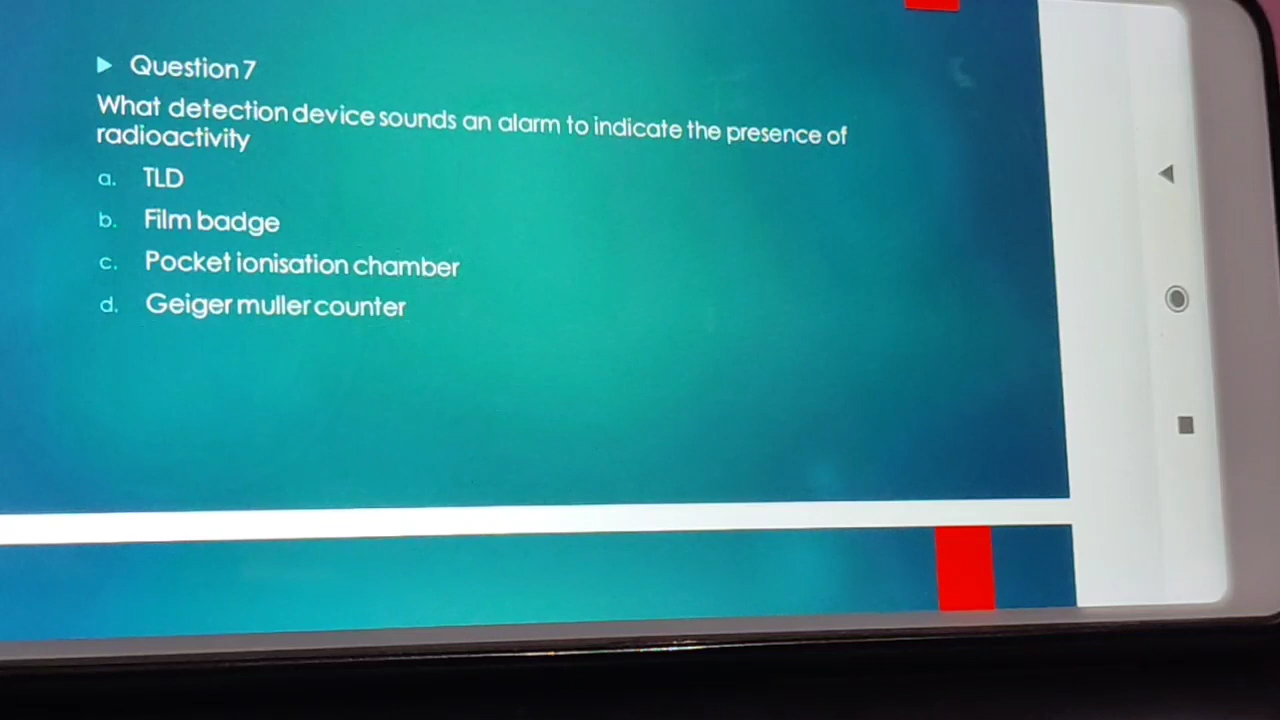 Question 7
What detection device sounds an alarm to indicate the presence of
radioactivity
a. TLD
b. Film badge
c. Pocket ionisation chamber
d. Geiger muller counter